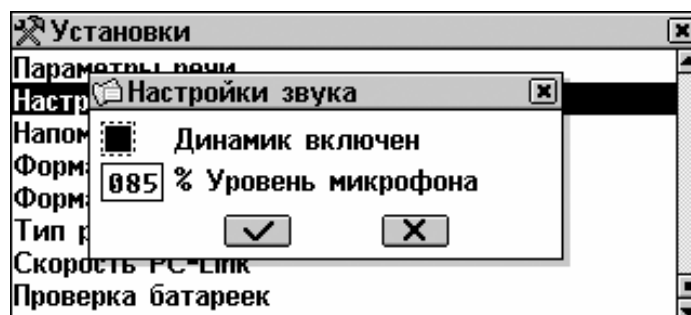 Установки
Параметры речи
Настройки звука
Динамик включен
085 % Уровень микрофона
Скорость PC-Link
Проверка батареек